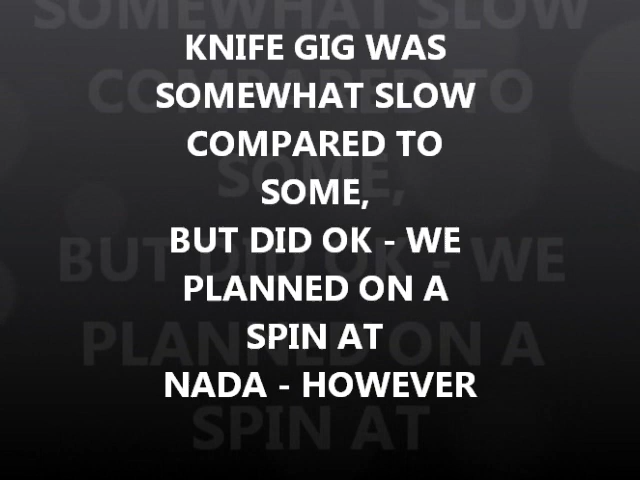 KNIFE GIG WAS
SOMEWHAT SLOW
COMPARED TO
SOME,
BUT DID OK - WE
PLANNED ON A
SPIN AT
NADA - HOWEVER